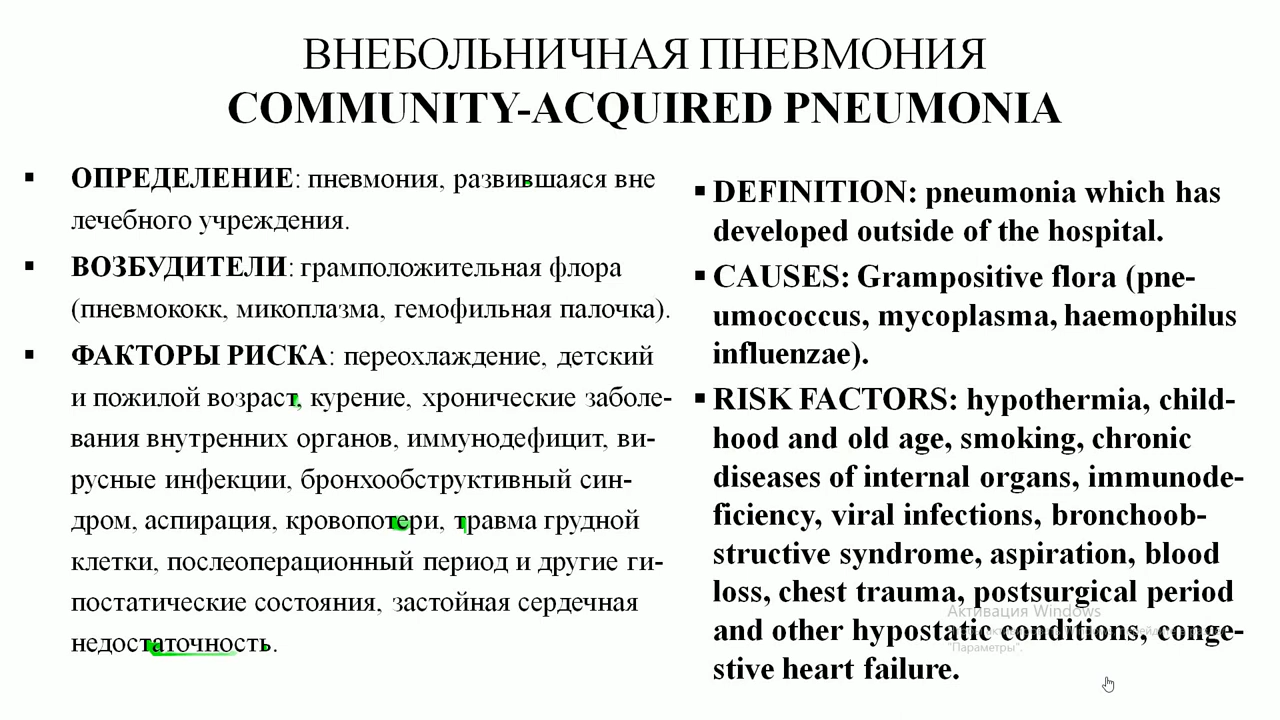 ВНЕБОЛЬНИЧНАЯ ПНЕВМОНИЯ
COMMUNITY-ACQUIRED PNEUMONIA
▪ ОПРЕДЕЛЕНИЕ: пневмония, развившаяся вне
лечебного учреждения.
▪ ВОЗБУДИТЕЛИ: грамположительная флора
(пневмококк, микоплазма, гемофильная палочка).
▪ ФАКТОРЫ РИСКА: переохлаждение, детский
и пожилой возраст, курение, хронические заболе-
вания внутренних органов, иммунодефицит, ви-
русные инфекции, бронхообструктивный син-
дром, аспирация, кровопотери, травма грудной
клетки, послеоперационный период и другие ги-
постатические состояния, застойная сердечная
недостаточность.
▪ DEFINITION: pneumonia which has
developed outside of the hospital.
▪ CAUSES: Grampositive flora (pne-
umococcus, mycoplasma, haemophilus
influenzae).
▪ RISK FACTORS: hypothermia, child-
hood and old age, smoking, chronic
diseases of internal organs, immunode-
ficiency, viral infections, bronchoob-
structive syndrome, aspiration, blood
loss, chest trauma, postsurgical period
and other hypostatic conditions, conge-
stive heart failure.
Активация Windows
"Параметры".